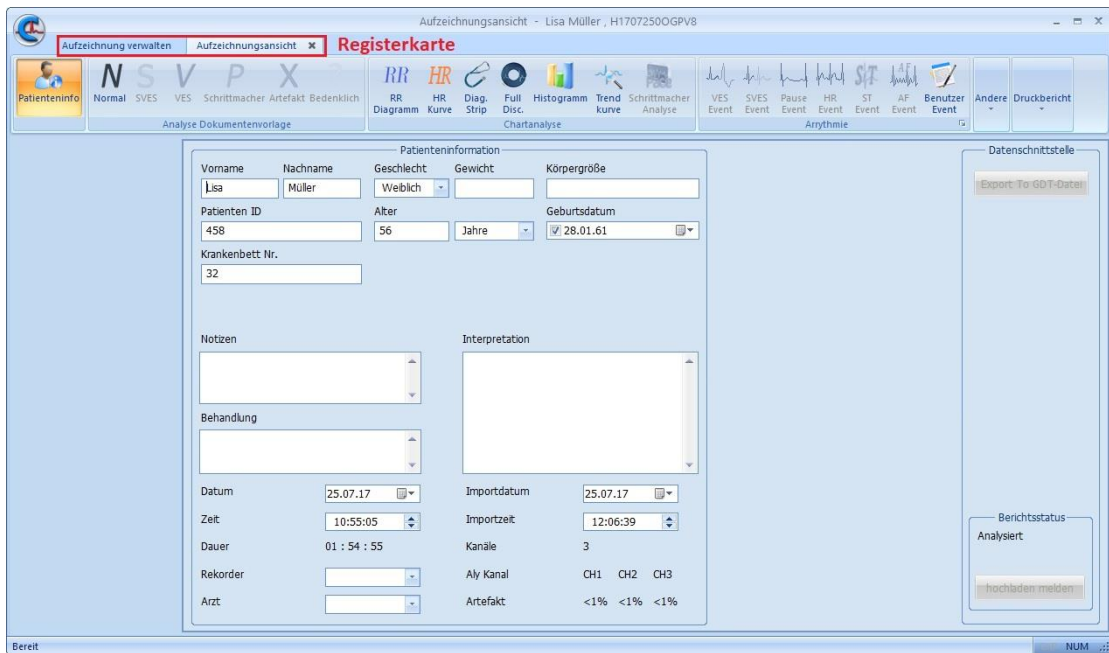 Aufzeichnungsansicht - Lisa Müller , H1707250OGPV8
Aufzeichnung verwalten Aufzeichnungsansicht Registerkarte
N S V P X ? RR HR
Patienteninfo Normal SVES VES Schrittmacher Artefakt Bedenklich
RR Diagramm HR Kurve Diag. Strip Full Disc. Histogramm Trend kurve Schrittmacher Analyse
VES Event SVES Event Pause Event HR Event ST Event AF Event Benutzer Event
Andere Druckbericht
Analyse Dokumentenvorlage Chartanalyse Arrythmie
Patienteninformation
Vorname Nachname Geschlecht Gewicht Körpergröße
Lisa Müller Weiblich
Patienten ID Alter Geburtsdatum
458 56 Jahre 28.01.61
Krankenbett Nr.
32
Notizen Interpretation
Behandlung
Datum 25.07.17 Importdatum 25.07.17
Zeit 10:55:05 Importzeit 12:06:39
Dauer 01 : 54 : 55 Kanäle 3
Rekorder Aly Kanal CH1 CH2 CH3
Arzt Artefakt <1% <1% <1%
Datenschnittstelle
Export To GDT-Datei
Berichtsstatus
Analysiert
hochladen melden
Bereit NUM